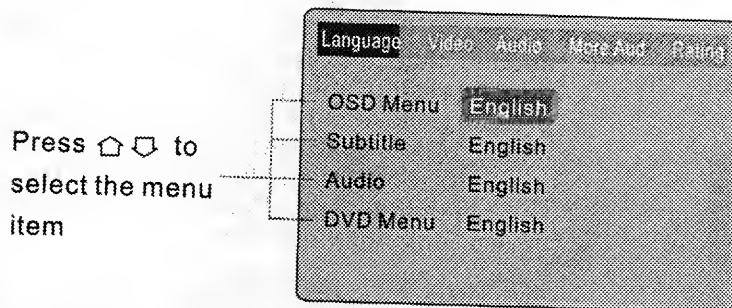 Language Video Audio More Aud Rating
OSD Menu English
Subtitle English
Audio English
DVD Menu English
Press ⇧ ⇩ to
select the menu
item